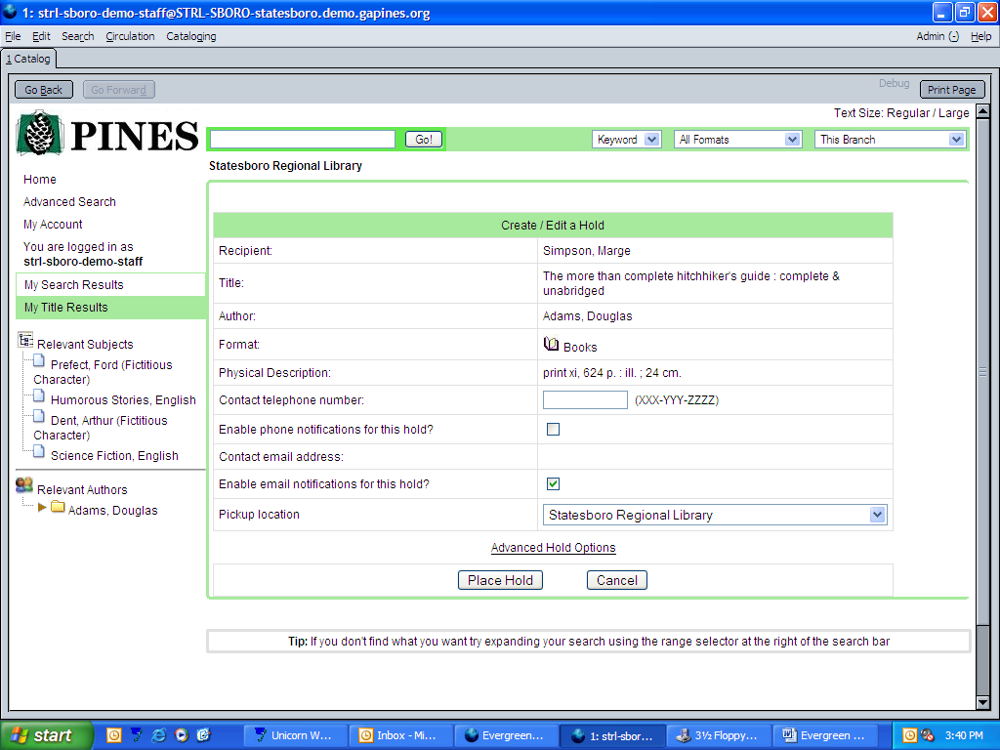 1: strl-sboro-demo-staff@STRL-SBORO-statesboro.demo.gapines.org
File Edit Search Circulation Cataloging Admin (-) Help
1 Catalog
Go Back Go Forward Debug Print Page
Text Size: Regular / Large
PINES
Go! Keyword All Formats This Branch
Statesboro Regional Library
Home
Advanced Search
My Account
You are logged in as
strl-sboro-demo-staff
My Search Results
My Title Results
Relevant Subjects
Prefect, Ford (Fictitious
Character)
Humorous Stories, English
Dent, Arthur (Fictitious
Character)
Science Fiction, English
Relevant Authors
Adams, Douglas
Create / Edit a Hold
Recipient: Simpson, Marge
Title: The more than complete hitchhiker's guide : complete &
unabridged
Author: Adams, Douglas
Format: Books
Physical Description: print xi, 624 p. : ill. ; 24 cm.
Contact telephone number: (XXX-YYY-ZZZZ)
Enable phone notifications for this hold?
Contact email address:
Enable email notifications for this hold?
Pickup location Statesboro Regional Library
Advanced Hold Options
Place Hold Cancel
Tip: If you don't find what you want try expanding your search using the range selector at the right of the search bar
start Unicorn W... Inbox - Mi... Evergreen... 1: strl-sbor... 3½ Floppy... Evergreen ... 3:40 PM